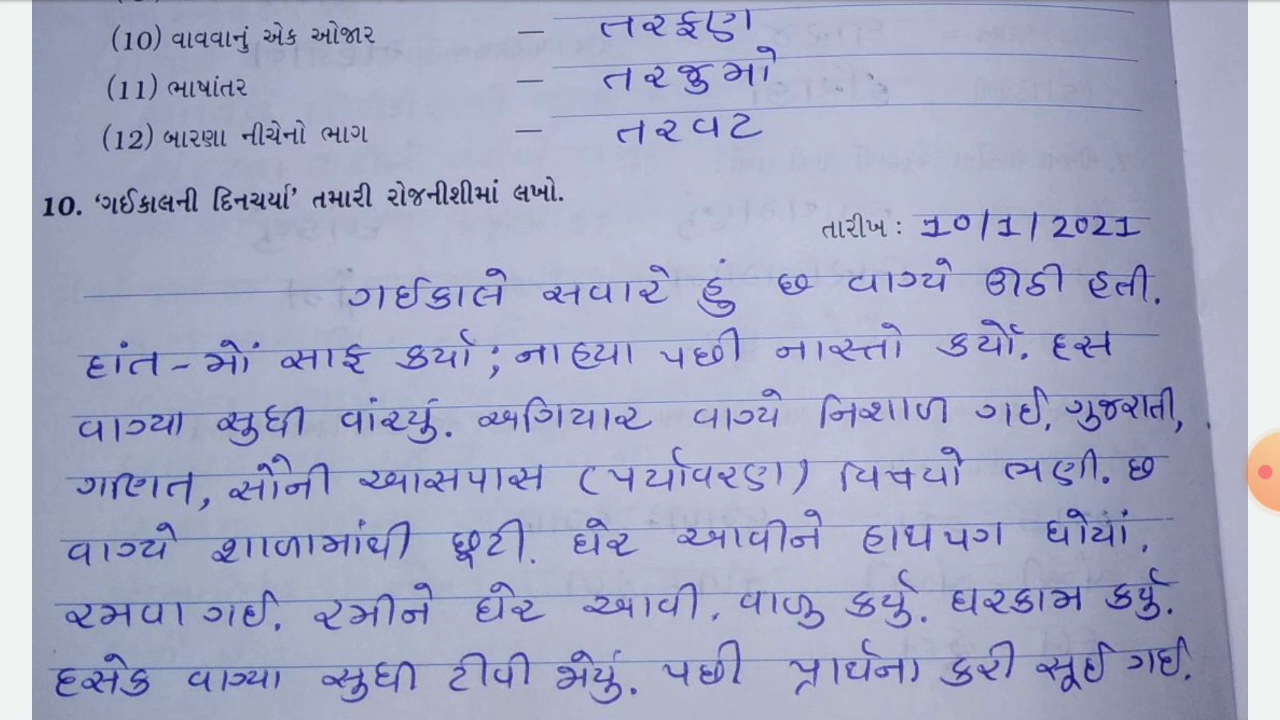 (10) વાવવાનું એક ઓજાર – તરફણ
(11) ભાષાંતર – તરજુમો
(12) બારણા નીચેનો ભાગ – તરવટ
10. ‘ગઈકાલની દિનચર્યા’ તમારી રોજનીશીમાં લખો.
તારીખ : 10/1/2021
ગઈકાલે સવારે હું છ વાગ્યે ઊઠી હતી.
દાંત - મોં સાફ કર્યાં; નાહ્યા પછી નાસ્તો કર્યો. દસ
વાગ્યા સુધી વાંચ્યું. અગિયાર વાગ્યે નિશાળ ગઈ. ગુજરાતી,
ગણિત, સૌની આસપાસ (પર્યાવરણ) વિષયો ભણી. છ
વાગ્યે શાળામાંથી છૂટી. ઘેર આવીને હાથપગ ધોયાં.
રમવા ગઈ. રમીને ઘેર આવી. વાળુ કર્યું. ઘરકામ કર્યું.
દસેક વાગ્યા સુધી ટીવી જોયું. પછી પ્રાર્થના કરી સૂઈ ગઈ.